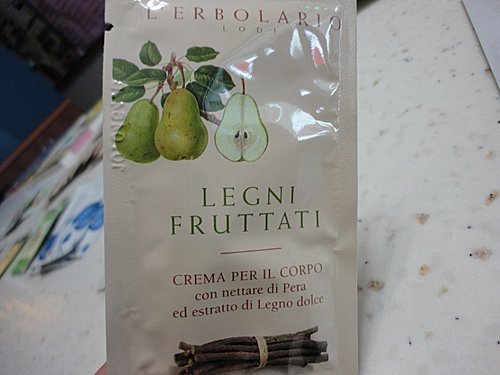 L'ERBOLARIO
LODI
LEGNI
FRUTTATI
CREMA PER IL CORPO
con nettare di Pera
ed estratto di Legno dolce